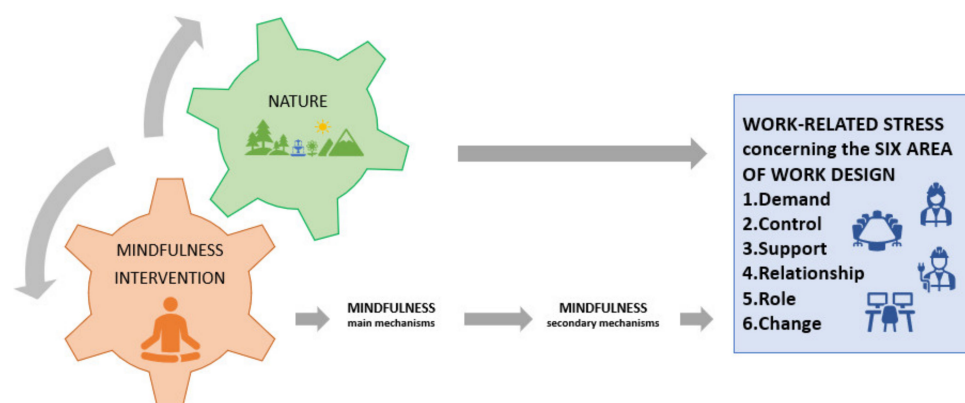 NATURE
MINDFULNESS
INTERVENTION
MINDFULNESS
main mechanisms
MINDFULNESS
secondary mechanisms
WORK-RELATED STRESS
concerning the SIX AREA
OF WORK DESIGN
1.Demand
2.Control
3.Support
4.Relationship
5.Role
6.Change